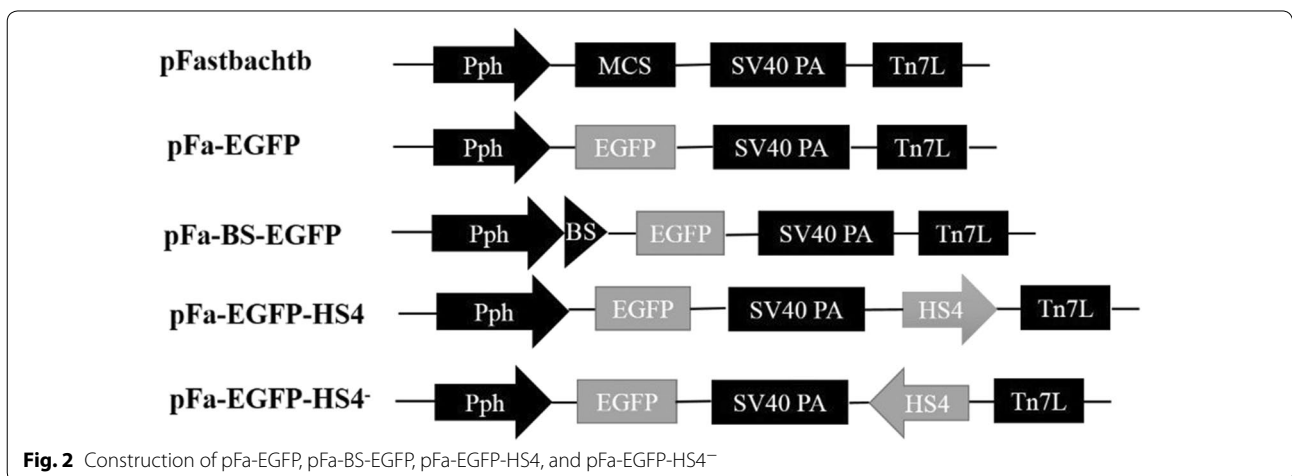 pFastbachtb Pph MCS SV40 PA Tn7L
pFa-EGFP Pph EGFP SV40 PA Tn7L
pFa-BS-EGFP Pph BS EGFP SV40 PA Tn7L
pFa-EGFP-HS4 Pph EGFP SV40 PA HS4 Tn7L
pFa-EGFP-HS4⁻ Pph EGFP SV40 PA HS4 Tn7L
Fig. 2 Construction of pFa-EGFP, pFa-BS-EGFP, pFa-EGFP-HS4, and pFa-EGFP-HS4⁻